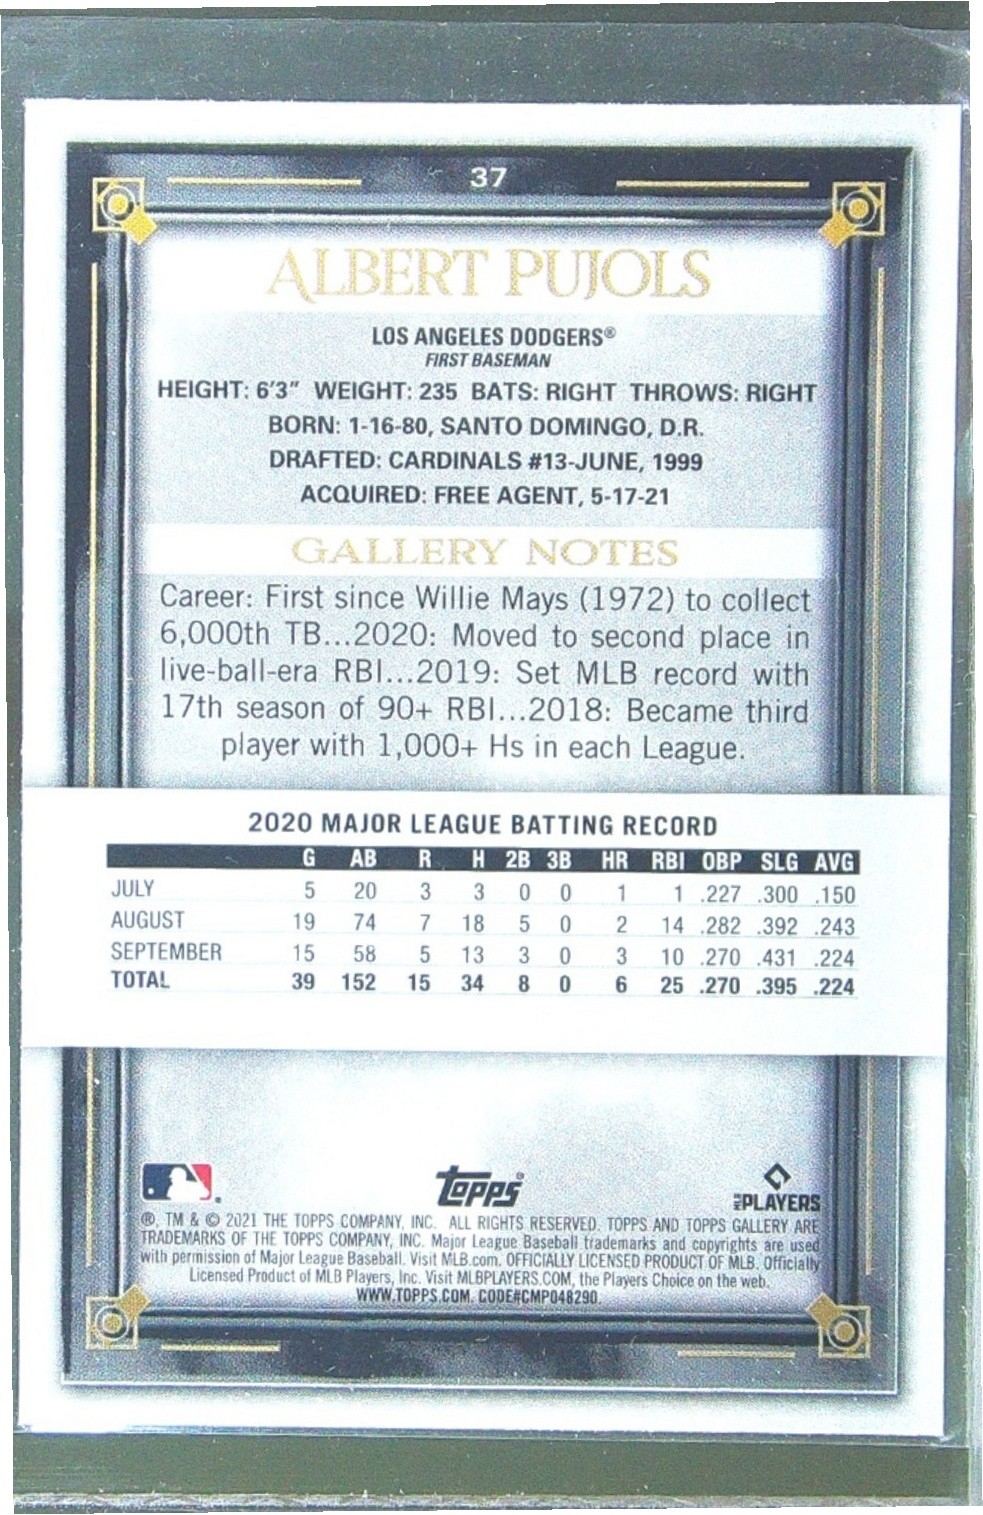 37
ALBERT PUJOLS
LOS ANGELES DODGERS®
FIRST BASEMAN
HEIGHT: 6'3" WEIGHT: 235 BATS: RIGHT THROWS: RIGHT
BORN: 1-16-80, SANTO DOMINGO, D.R.
DRAFTED: CARDINALS #13-JUNE, 1999
ACQUIRED: FREE AGENT, 5-17-21
GALLERY NOTES
Career: First since Willie Mays (1972) to collect
6,000th TB...2020: Moved to second place in
live-ball-era RBI...2019: Set MLB record with
17th season of 90+ RBI...2018: Became third
player with 1,000+ Hs in each League.
2020 MAJOR LEAGUE BATTING RECORD
G AB R H 2B 3B HR RBI OBP SLG AVG
JULY 5 20 3 3 0 0 1 1 .227 .300 .150
AUGUST 19 74 7 18 5 0 2 14 .282 .392 .243
SEPTEMBER 15 58 5 13 3 0 3 10 .270 .431 .224
TOTAL 39 152 15 34 8 0 6 25 .270 .395 .224
Topps®
PLAYERS
®, TM & © 2021 THE TOPPS COMPANY, INC. ALL RIGHTS RESERVED. TOPPS AND TOPPS GALLERY ARE
TRADEMARKS OF THE TOPPS COMPANY, INC. Major League Baseball trademarks and copyrights are used
with permission of Major League Baseball. Visit MLB.com. OFFICIALLY LICENSED PRODUCT OF MLB. Officially
Licensed Product of MLB Players, Inc. Visit MLBPLAYERS.COM, the Players Choice on the web.
WWW.TOPPS.COM. CODE#CMP048290.